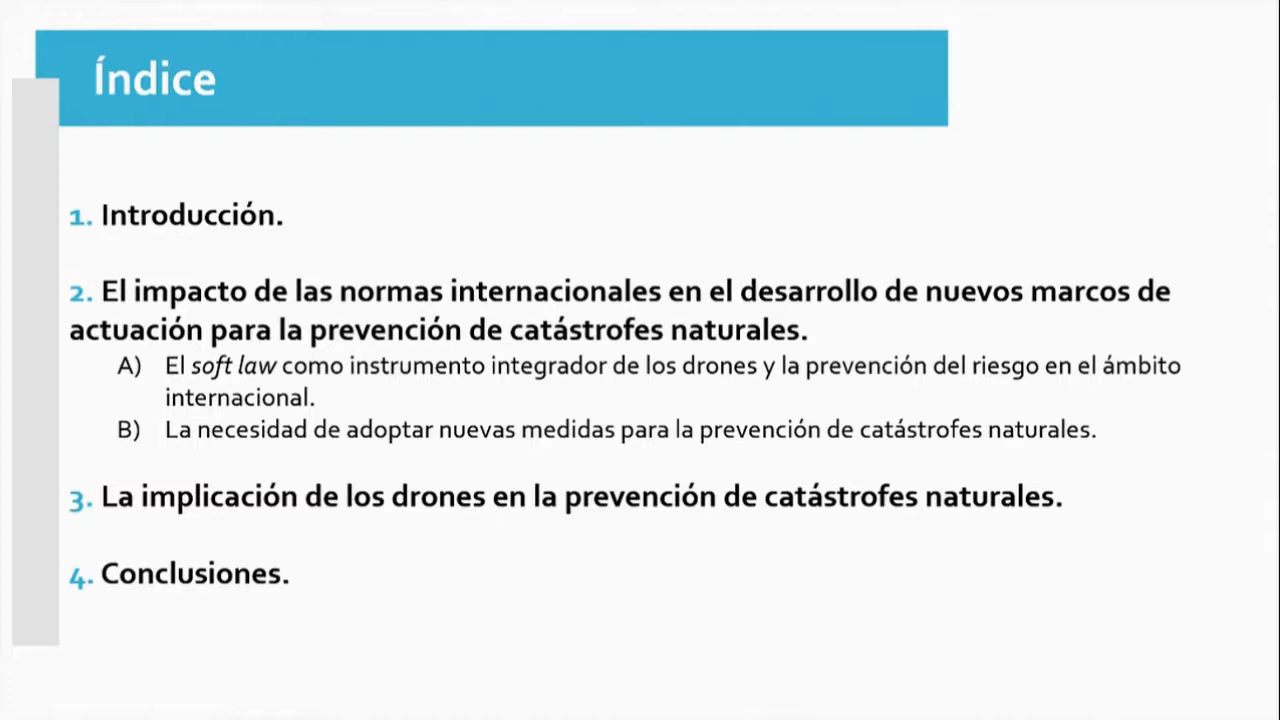 Índice
1. Introducción.
2. El impacto de las normas internacionales en el desarrollo de nuevos marcos de
actuación para la prevención de catástrofes naturales.
A) El soft law como instrumento integrador de los drones y la prevención del riesgo en el ámbito
internacional.
B) La necesidad de adoptar nuevas medidas para la prevención de catástrofes naturales.
3. La implicación de los drones en la prevención de catástrofes naturales.
4. Conclusiones.